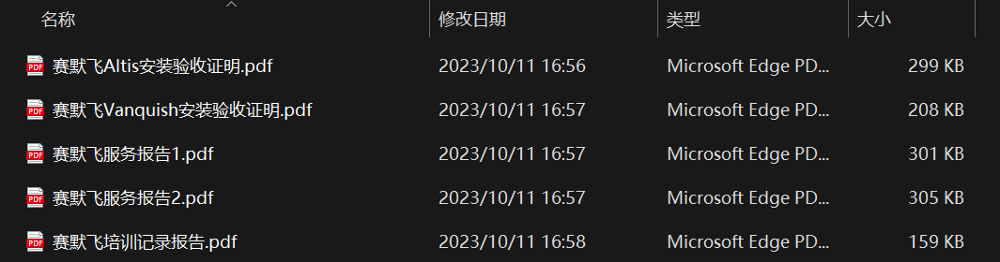 名称 修改日期 类型 大小
赛默飞Altis安装验收证明.pdf 2023/10/11 16:56 Microsoft Edge PD... 299 KB
赛默飞Vanquish安装验收证明.pdf 2023/10/11 16:57 Microsoft Edge PD... 208 KB
赛默飞服务报告1.pdf 2023/10/11 16:57 Microsoft Edge PD... 301 KB
赛默飞服务报告2.pdf 2023/10/11 16:57 Microsoft Edge PD... 305 KB
赛默飞培训记录报告.pdf 2023/10/11 16:58 Microsoft Edge PD... 159 KB